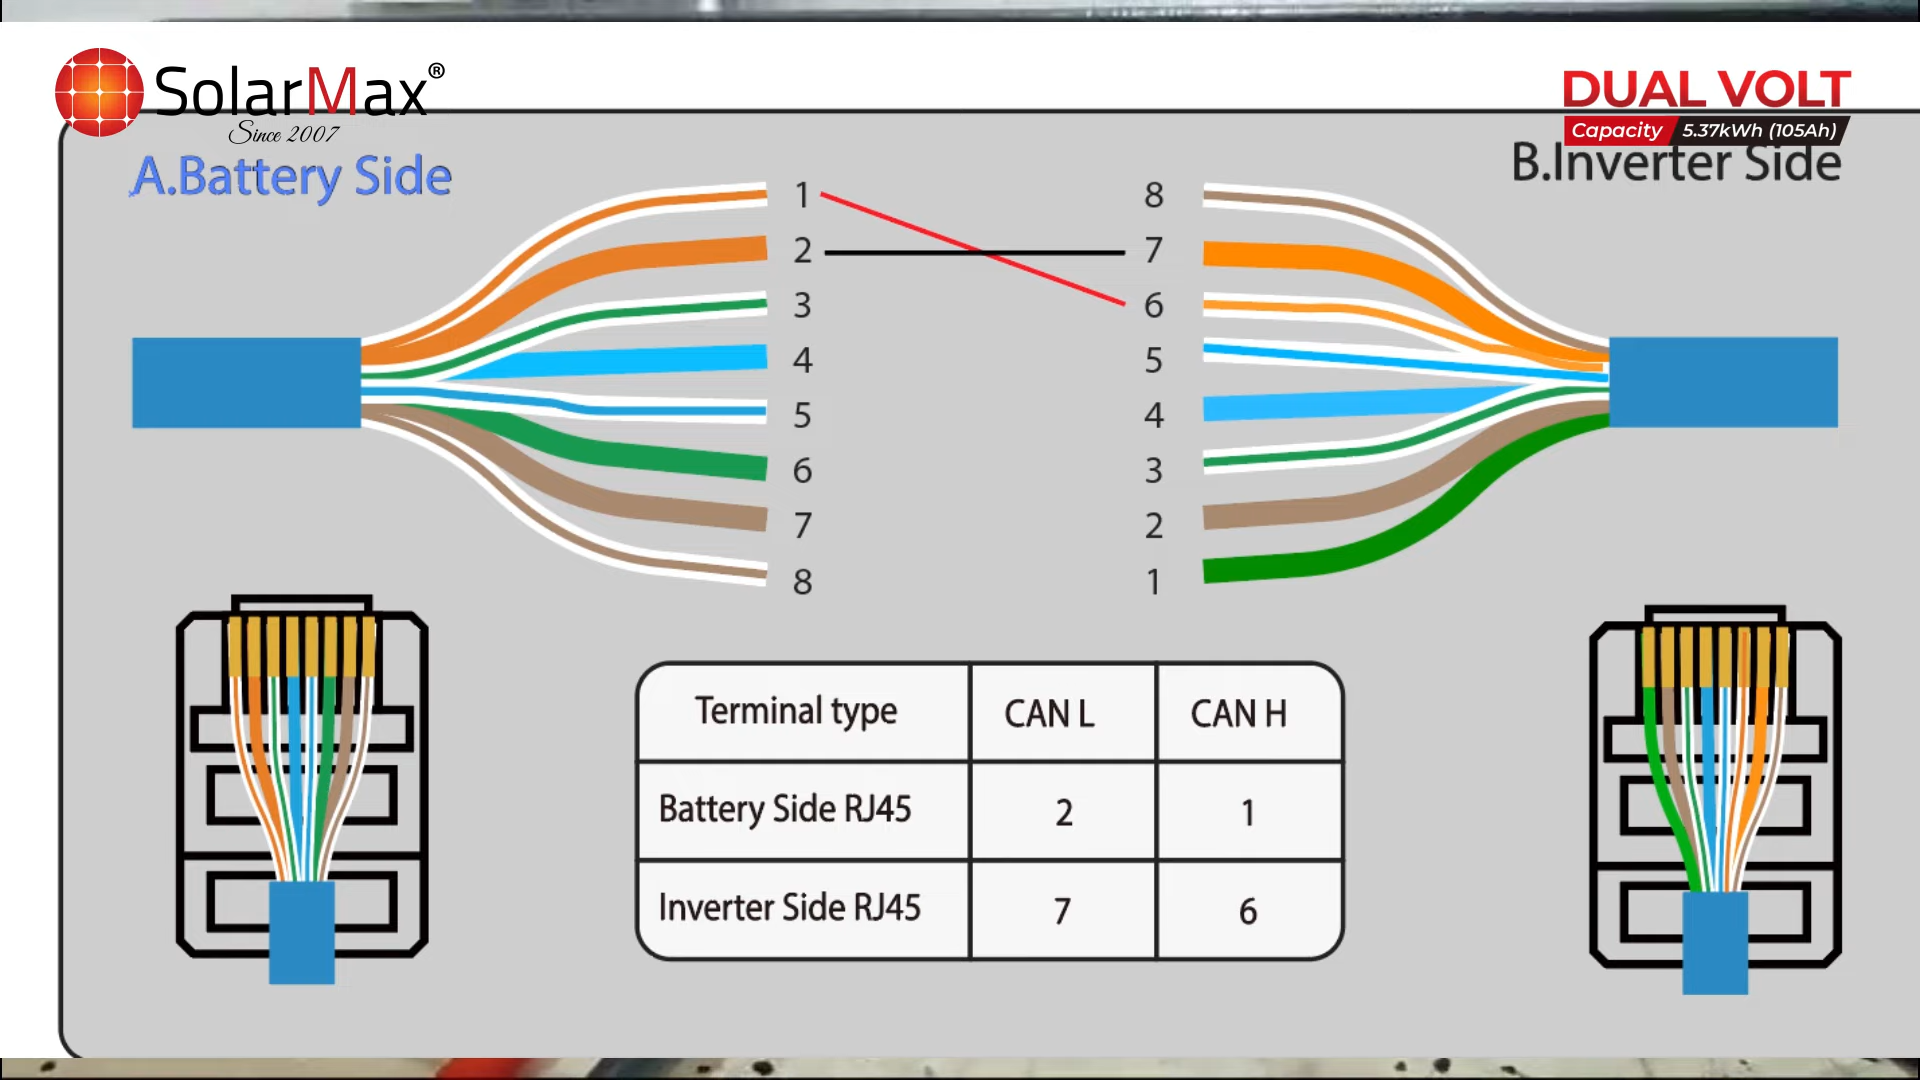 SolarMax®
Since 2007
DUAL VOLT
Capacity 5.37kWh (105Ah)
A.Battery Side
B.Inverter Side
1 8
2 7
3 6
4 5
5 4
6 3
7 2
8 1
Terminal type CAN L CAN H
Battery Side RJ45 2 1
Inverter Side RJ45 7 6